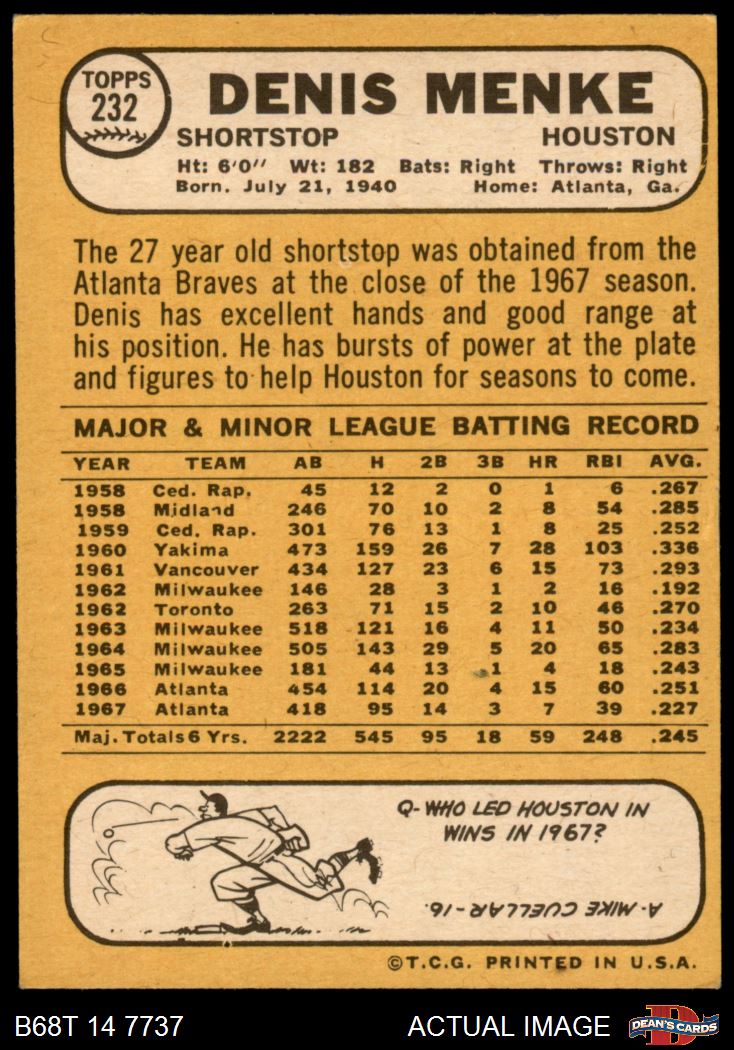 TOPPS
232
DENIS MENKE
SHORTSTOP HOUSTON
Ht: 6'0'' Wt: 182 Bats: Right Throws: Right
Born. July 21, 1940 Home: Atlanta, Ga.
The 27 year old shortstop was obtained from the
Atlanta Braves at the close of the 1967 season.
Denis has excellent hands and good range at
his position. He has bursts of power at the plate
and figures to help Houston for seasons to come.
MAJOR & MINOR LEAGUE BATTING RECORD
YEAR TEAM AB H 2B 3B HR RBI AVG.
1958 Ced. Rap. 45 12 2 0 1 6 .267
1958 Midland 246 70 10 2 8 54 .285
1959 Ced. Rap. 301 76 13 1 8 25 .252
1960 Yakima 473 159 26 7 28 103 .336
1961 Vancouver 434 127 23 6 15 73 .293
1962 Milwaukee 146 28 3 1 2 16 .192
1962 Toronto 263 71 15 2 10 46 .270
1963 Milwaukee 518 121 16 4 11 50 .234
1964 Milwaukee 505 143 29 5 20 65 .283
1965 Milwaukee 181 44 13 1 4 18 .243
1966 Atlanta 454 114 20 4 15 60 .251
1967 Atlanta 418 95 14 3 7 39 .227
Maj. Totals 6 Yrs. 2222 545 95 18 59 248 .245
Q-WHO LED HOUSTON IN
WINS IN 1967?
A-MIKE CUELLAR-16.
©T.C.G. PRINTED IN U.S.A.
B68T 14 7737 ACTUAL IMAGE DEAN'S CARDS